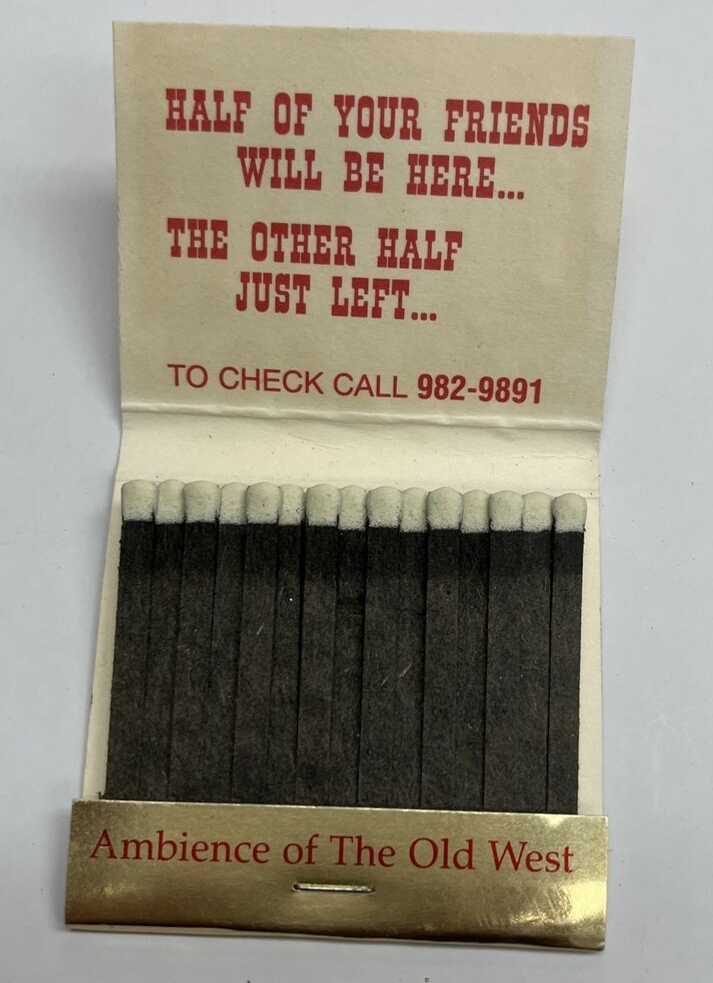 HALF OF YOUR FRIENDS
WILL BE HERE...
THE OTHER HALF
JUST LEFT...
TO CHECK CALL 982-9891
Ambience of The Old West